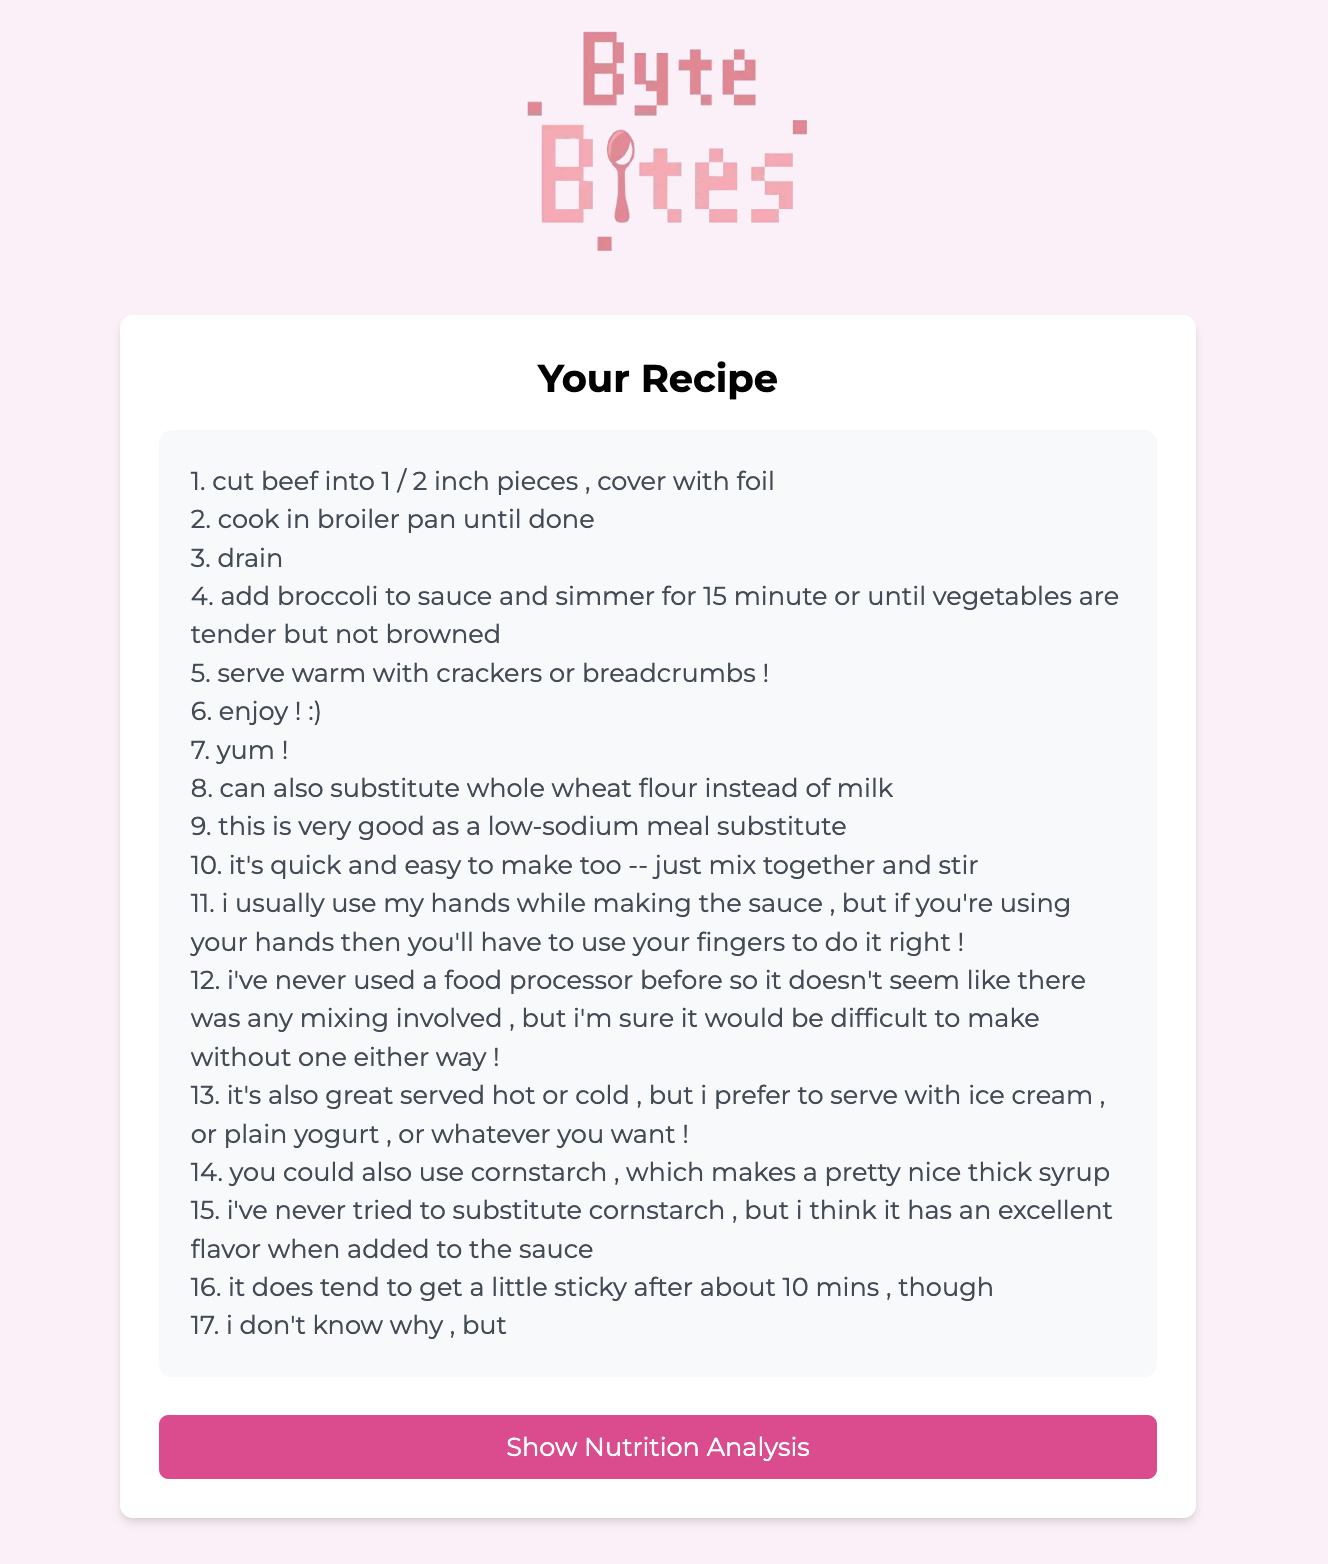 Byte
Bites
Your Recipe
1. cut beef into 1 / 2 inch pieces , cover with foil
2. cook in broiler pan until done
3. drain
4. add broccoli to sauce and simmer for 15 minute or until vegetables are
tender but not browned
5. serve warm with crackers or breadcrumbs !
6. enjoy ! :)
7. yum !
8. can also substitute whole wheat flour instead of milk
9. this is very good as a low-sodium meal substitute
10. it's quick and easy to make too -- just mix together and stir
11. i usually use my hands while making the sauce , but if you're using
your hands then you'll have to use your fingers to do it right !
12. i've never used a food processor before so it doesn't seem like there
was any mixing involved , but i'm sure it would be difficult to make
without one either way !
13. it's also great served hot or cold , but i prefer to serve with ice cream ,
or plain yogurt , or whatever you want !
14. you could also use cornstarch , which makes a pretty nice thick syrup
15. i've never tried to substitute cornstarch , but i think it has an excellent
flavor when added to the sauce
16. it does tend to get a little sticky after about 10 mins , though
17. i don't know why , but
Show Nutrition Analysis